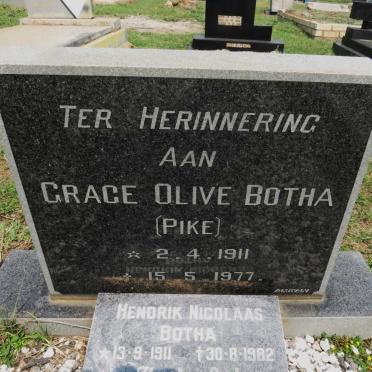 TER HERINNERING
AAN
GRACE OLIVE BOTHA
(PIKE)
☆ 2.4.1911
✝ 15.5.1977.
HENDRIK NICOLAAS
BOTHA
☆13·9·1911 ✝30·8·1982